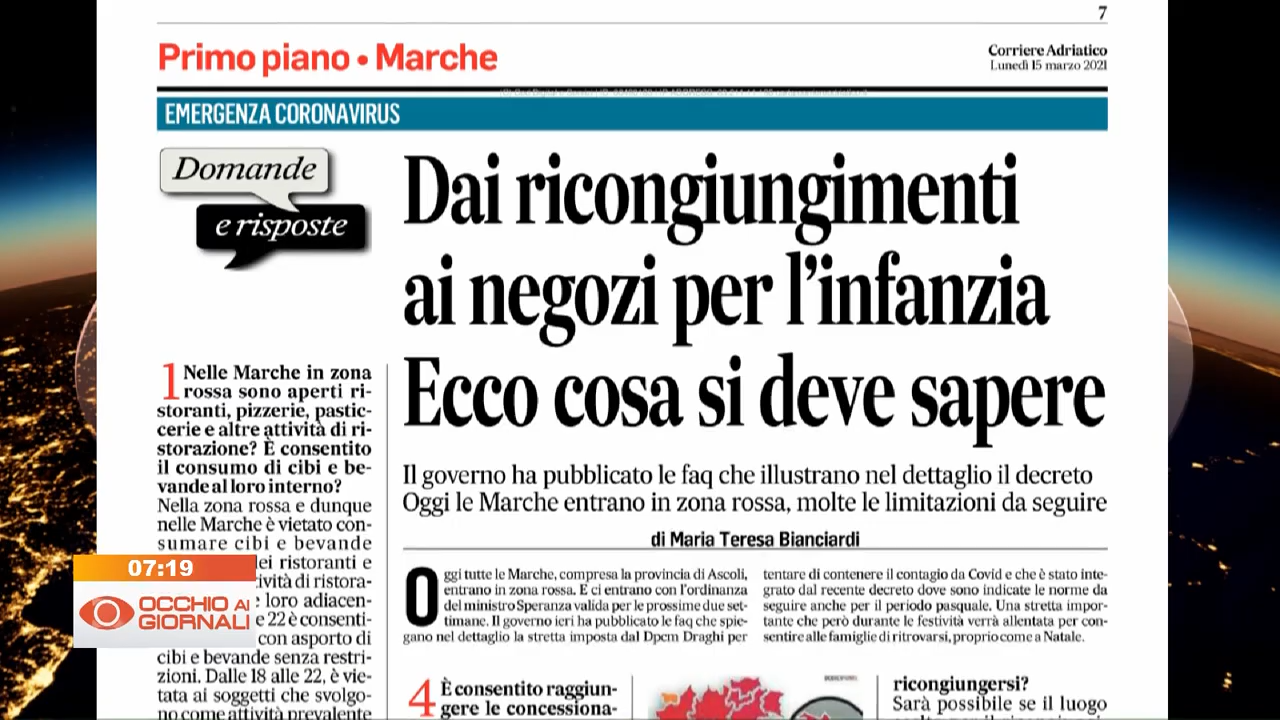 7
Primo piano • Marche
Corriere Adriatico
Lunedì 15 marzo 2021
EMERGENZA CORONAVIRUS
Domande
e risposte
Dai ricongiungimenti
ai negozi per l'infanzia
Ecco cosa si deve sapere
Il governo ha pubblicato le faq che illustrano nel dettaglio il decreto
Oggi le Marche entrano in zona rossa, molte le limitazioni da seguire
di Maria Teresa Bianciardi
1 Nelle Marche in zona
rossa sono aperti ri-
storanti, pizzerie, pastic-
cerie e altre attività di ri-
storazione? È consentito
il consumo di cibi e be-
vande al loro interno?
Nella zona rossa e dunque
nelle Marche è vietato con-
sumare cibi e bevande
dei ristoranti e
tività di ristora-
loro adiacen-
e 22 è consenti-
con asporto di
cibi e bevande senza restri-
zioni. Dalle 18 alle 22, è vie-
tata ai soggetti che svolgo-
no come attività prevalente
Oggi tutte le Marche, compresa la provincia di Ascoli,
entrano in zona rossa. E ci entrano con l'ordinanza
del ministro Speranza valida per le prossime due set-
timane. Il governo ieri ha pubblicato le faq che spie-
gano nel dettaglio la stretta imposta dal Dpcm Draghi per
tentare di contenere il contagio da Covid e che è stato inte-
grato dal recente decreto dove sono indicate le norme da
seguire anche per il periodo pasquale. Una stretta impor-
tante che però durante le festività verrà allentata per con-
sentire alle famiglie di ritrovarsi, proprio come a Natale.
4 È consentito raggiun-
gere le concessiona-
ricongiungersi?
Sarà possibile se il luogo
07:19
OCCHIO AI
GIORNALI